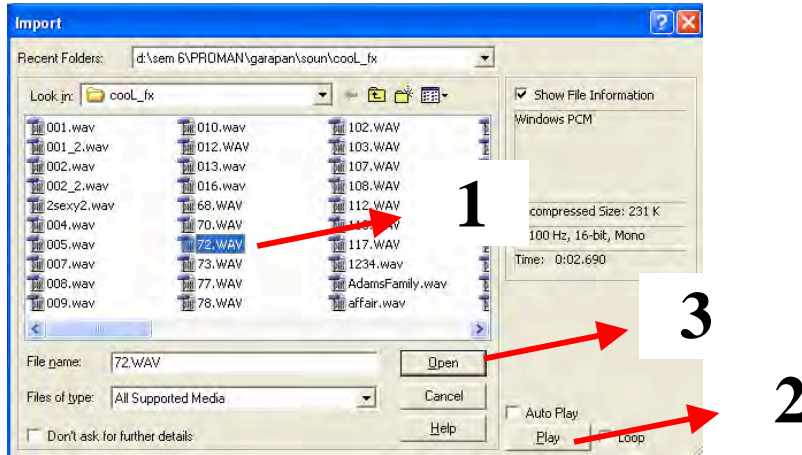 Import
Recent Folders: d:\sem 6\PROMAN\garapan\soun\cooL_fx
Look in: cooL_fx
001.wav 010.wav 102.WAV
001_2.wav 012.WAV 103.WAV
002.wav 013.wav 107.WAV
002_2.wav 016.wav 108.WAV
2sexy2.wav 68.WAV 112.WAV
004.wav 70.WAV
005.wav 72.WAV 117.WAV
007.wav 73.WAV 1234.wav
008.wav 77.WAV AdamsFamily.wav
009.wav 78.WAV affair.wav
Show File Information
Windows PCM
compressed Size: 231 K
100 Hz, 16-bit, Mono
Time: 0:02.690
1
3
2
File name: 72.WAV
Open
Files of type: All Supported Media
Cancel
Don't ask for further details
Help
Auto Play
Play
Loop